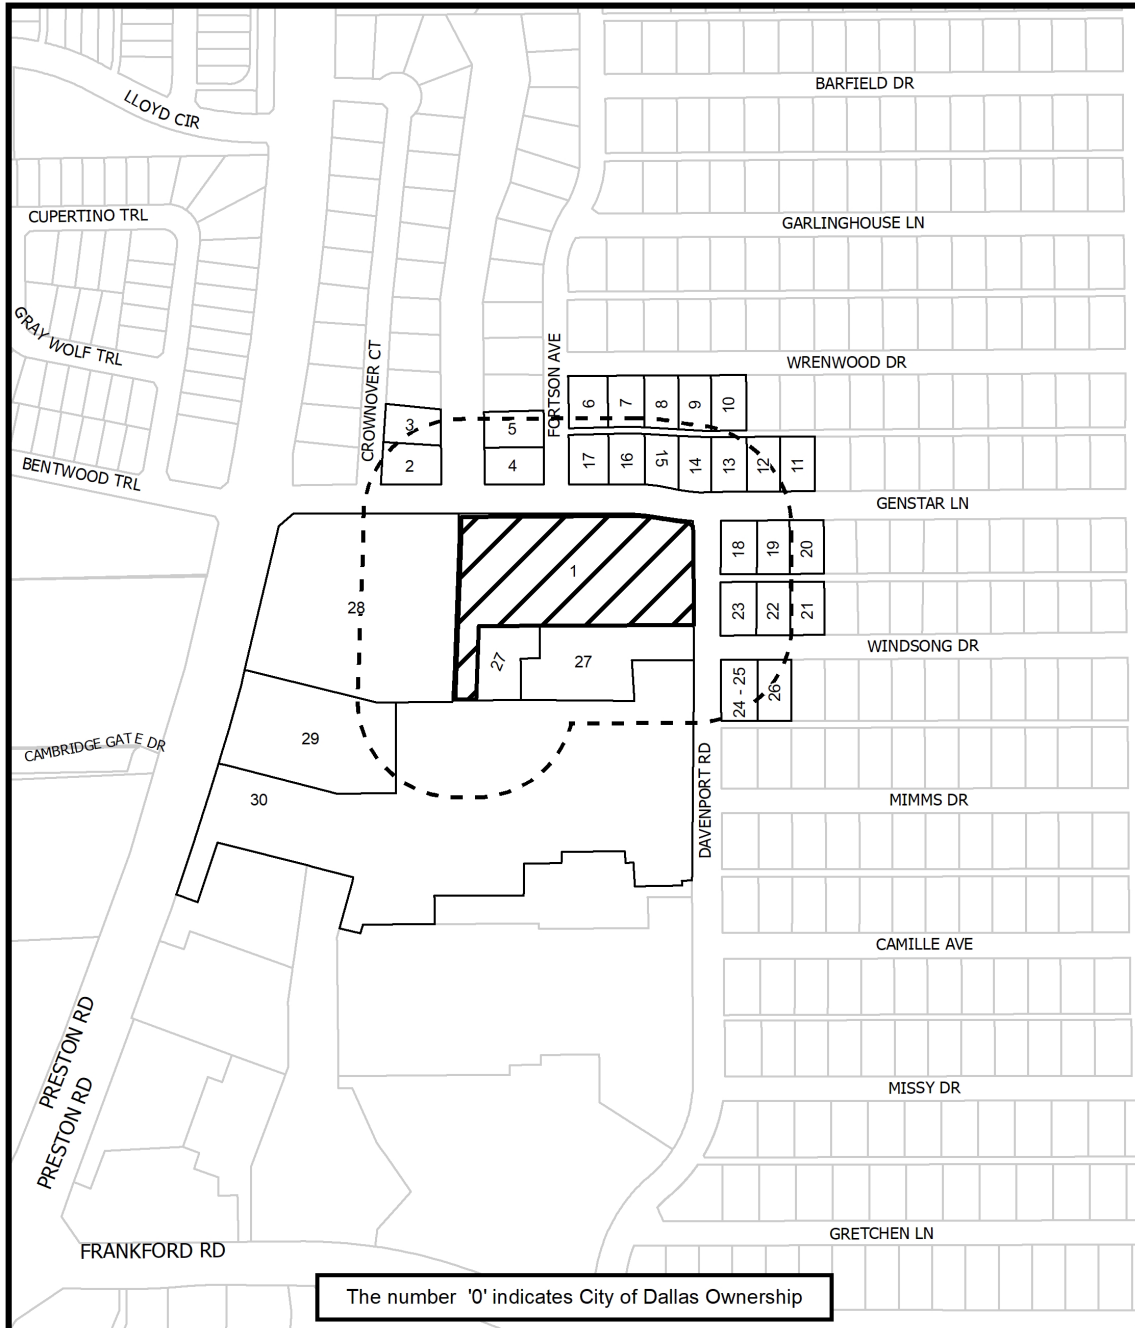 BARFIELD DR
LLOYD CIR
CUPERTINO TRL
GARLINGHOUSE LN
GRAY WOLF TRL
CROWNOVER CT
FORTSON AVE
WRENWOOD DR
6
7
8
9
10
3
5
BENTWOOD TRL
2
4
17
16
15
14
13
12
11
GENSTAR LN
18
19
20
1
28
23
22
21
WINDSONG DR
27
27
24 - 25
26
29
CAMBRIDGE GATE DR
30
DAVENPORT RD
MIMMS DR
CAMILLE AVE
PRESTON RD
PRESTON RD
MISSY DR
GRETCHEN LN
FRANKFORD RD
The number '0' indicates City of Dallas Ownership